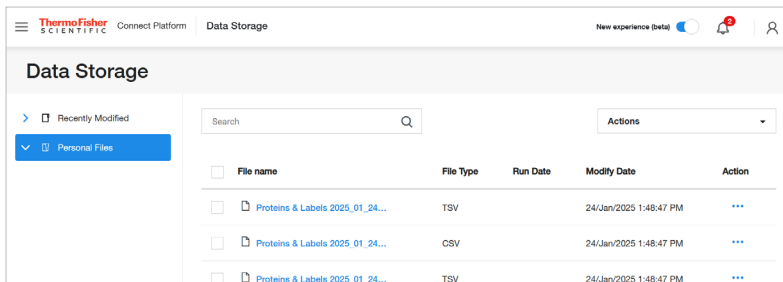 ThermoFisher
SCIENTIFIC
Connect Platform
Data Storage
New experience (beta)
2
Data Storage
Recently Modified
Personal Files
Search
Actions
File name File Type Run Date Modify Date Action
Proteins & Labels 2025_01_24... TSV 24/Jan/2025 1:48:47 PM ...
Proteins & Labels 2025_01_24... CSV 24/Jan/2025 1:48:47 PM ...
Proteins & Labels 2025_01_24... TSV 24/Jan/2025 1:48:47 PM ...